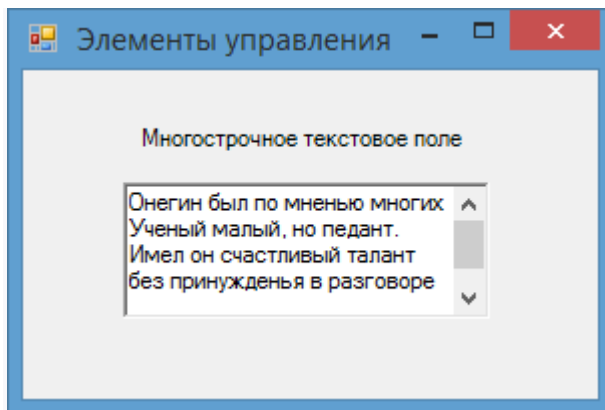 Элементы управления
Многострочное текстовое поле
Онегин был по мненью многих
Ученый малый, но педант.
Имел он счастливый талант
без принужденья в разговоре